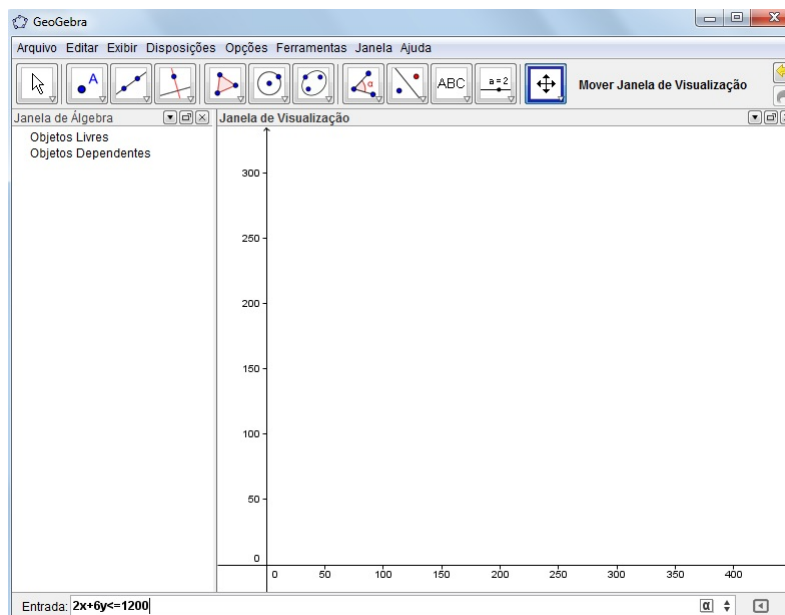 GeoGebra
Arquivo Editar Exibir Disposições Opções Ferramentas Janela Ajuda
A
α
ABC
a = 2
Mover Janela de Visualização
Janela de Álgebra
Janela de Visualização
Objetos Livres
Objetos Dependentes
300
250
200
150
100
50
0
0 50 100 150 200 250 300 350 400
Entrada: 2x+6y<=1200
α